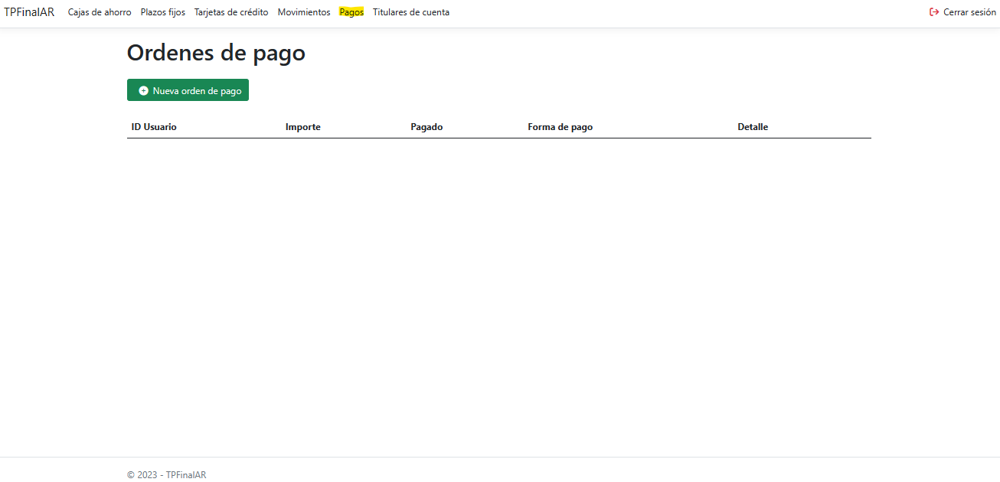 TPFinalAR Cajas de ahorro Plazos fijos Tarjetas de crédito Movimientos Pagos Titulares de cuenta Cerrar sesión
Ordenes de pago
Nueva orden de pago
ID Usuario Importe Pagado Forma de pago Detalle
© 2023 - TPFinalAR